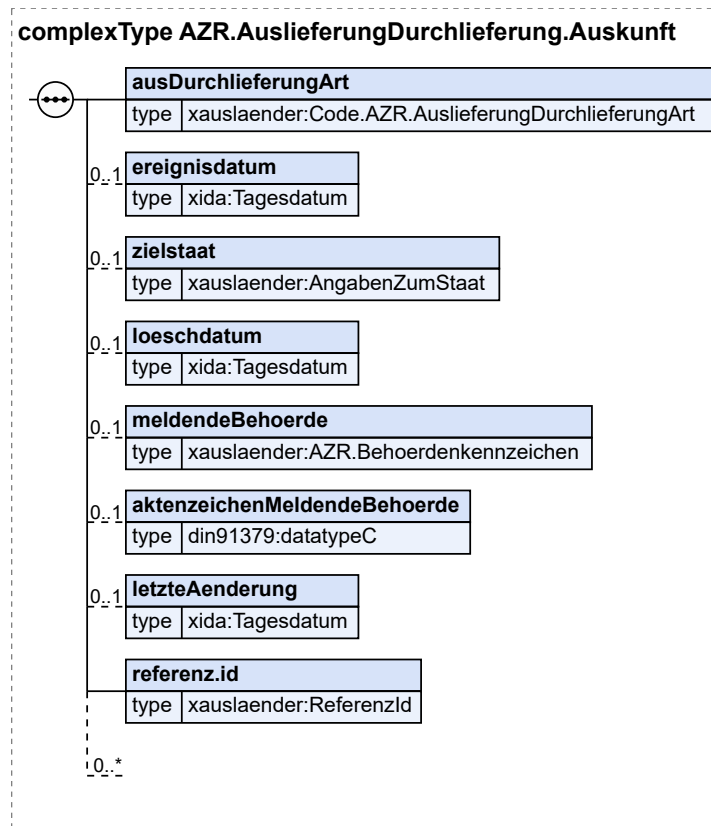 complexType AZR.AuslieferungDurchlieferung.Auskunft
ausDurchlieferungArt
type xauslaender:Code.AZR.AuslieferungDurchlieferungArt
0..1 ereignisdatum
type xida:Tagesdatum
0..1 zielstaat
type xauslaender:AngabenZumStaat
0..1 loeschdatum
type xida:Tagesdatum
0..1 meldendeBehoerde
type xauslaender:AZR.Behoerdenkennzeichen
0..1 aktenzeichenMeldendeBehoerde
type din91379:datatypeC
0..1 letzteAenderung
type xida:Tagesdatum
referenz.id
type xauslaender:ReferenzId
0..*